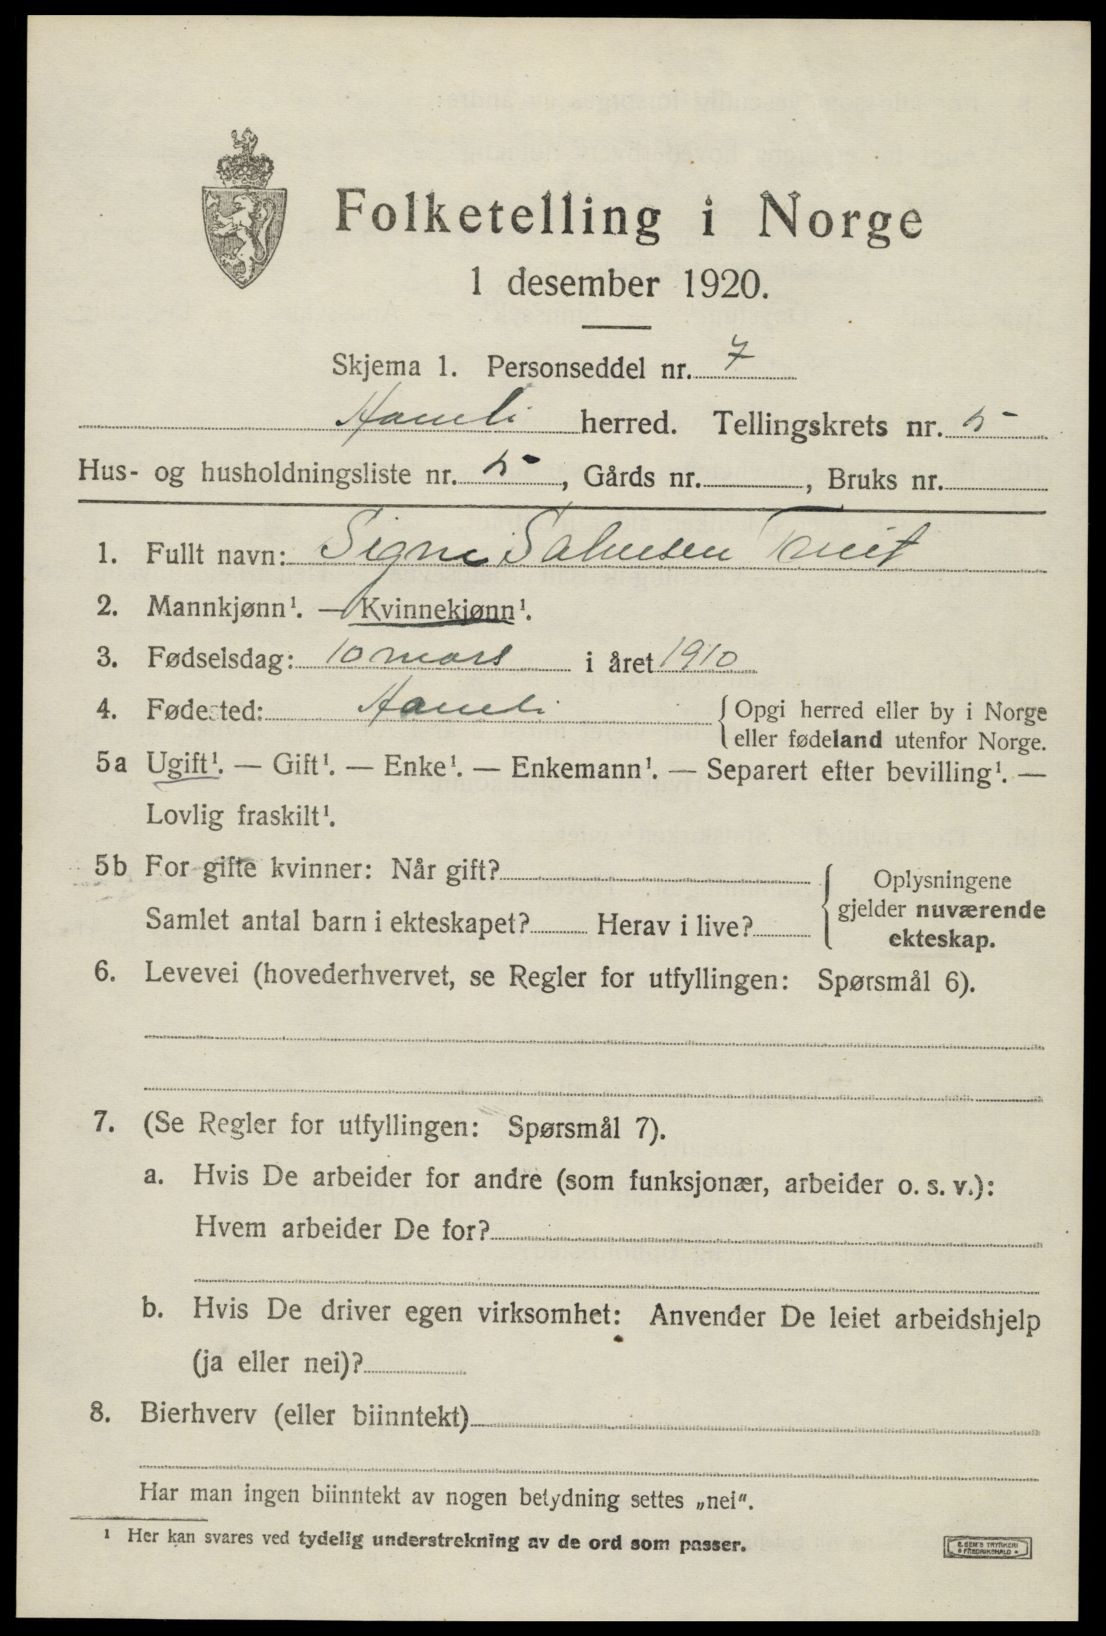 Folketelling i Norge
1 desember 1920.
Skjema 1. Personseddel nr. 7
Aamli herred. Tellingskrets nr. 5
Hus- og husholdningsliste nr. 5, Gårds nr. , Bruks nr.
1. Fullt navn: Signe Salvesen Tveit
2. Mannkjønn¹. — Kvinnekjønn¹.
3. Fødselsdag: 10 mars i året 1910
4. Fødested: Aamli
{ Opgi herred eller by i Norge
eller fødeland utenfor Norge.
5a Ugift¹. — Gift¹. — Enke¹. — Enkemann¹. — Separert efter bevilling¹. —
Lovlig fraskilt¹.
5b For gifte kvinner: Når gift?
Samlet antal barn i ekteskapet? Herav i live?
{ Oplysningene
gjelder nuværende
ekteskap.
6. Levevei (hovederhvervet, se Regler for utfyllingen: Spørsmål 6).
7. (Se Regler for utfyllingen: Spørsmål 7).
a. Hvis De arbeider for andre (som funksjonær, arbeider o. s. v.):
Hvem arbeider De for?
b. Hvis De driver egen virksomhet: Anvender De leiet arbeidshjelp
(ja eller nei)?
8. Bierhverv (eller biinntekt)
Har man ingen biinntekt av nogen betydning settes „nei“.
¹ Her kan svares ved tydelig understrekning av de ord som passer.
E. SEM'S TRYKKERI
FREDRIKSHALD